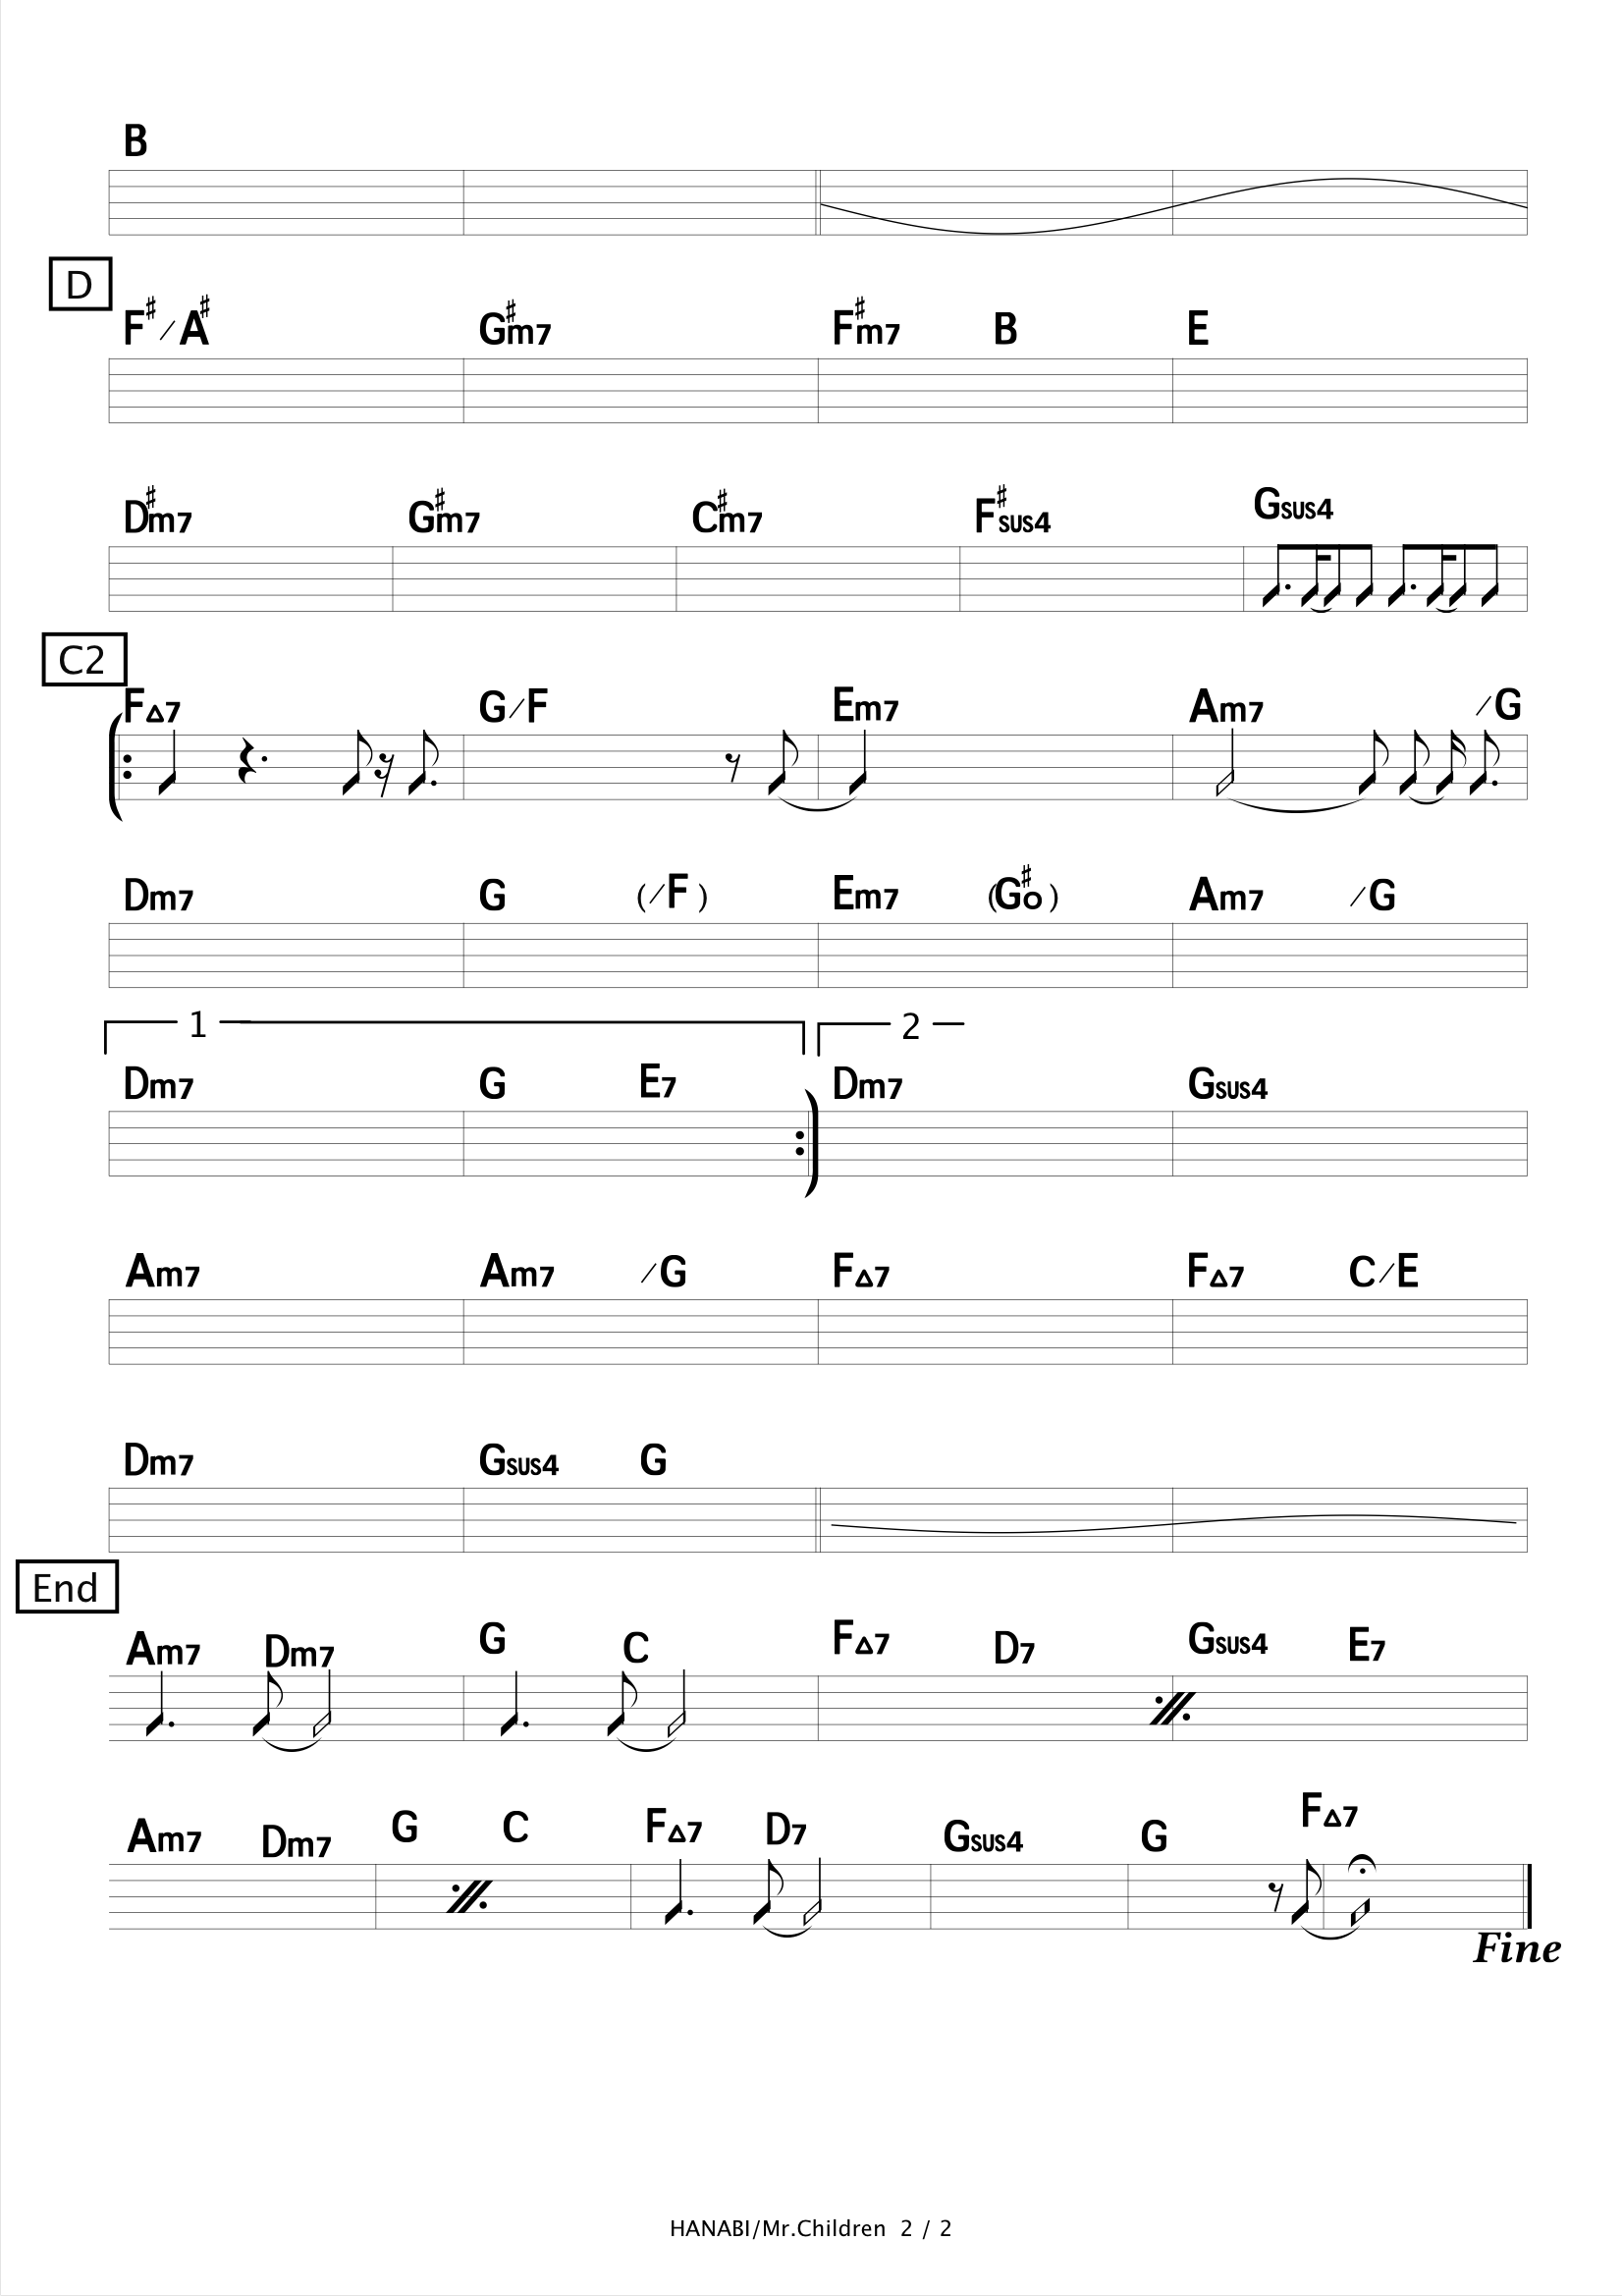 B
D
F♯/A♯ G♯m7 F♯m7 B E
D♯m7 G♯m7 C♯m7 F♯sus4 Gsus4
C2
F△7 G/F Em7 Am7 /G
Dm7 G (/F) Em7 (G♯o) Am7 /G
1 2
Dm7 G E7 Dm7 Gsus4
Am7 Am7 /G F△7 F△7 C/E
Dm7 Gsus4 G
End
Am7 Dm7 G C F△7 D7 Gsus4 E7
Am7 Dm7 G C F△7 D7 Gsus4 G F△7
Fine
HANABI/Mr.Children 2 / 2